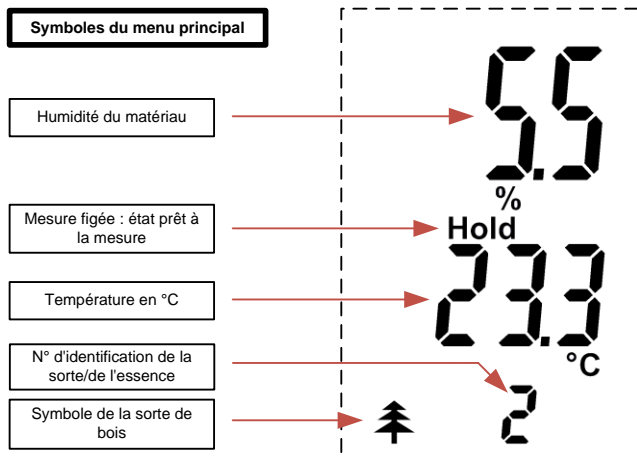 Symboles du menu principal
Humidité du matériau
5.5
%
Mesure figée : état prêt à
la mesure
Hold
Température en °C
23.3
°C
N° d'identification de la
sorte/de l'essence
2
Symbole de la sorte de
bois